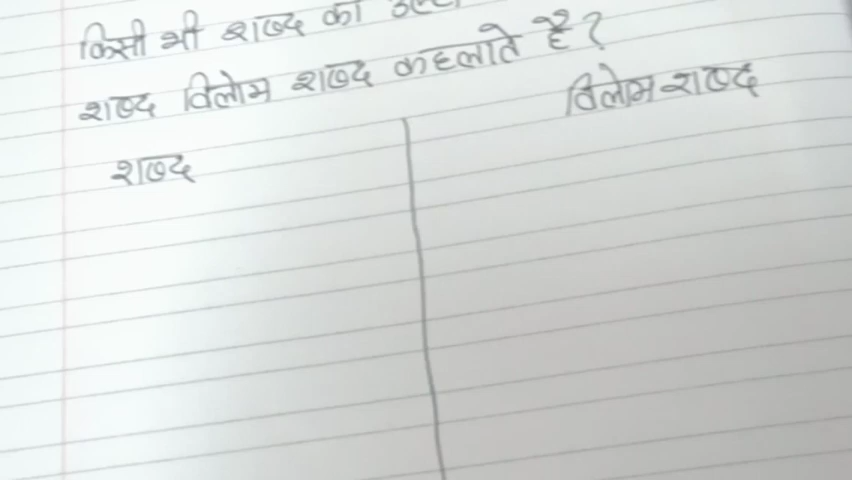 किसी भी शब्द का
शब्द विलोम शब्द कहलाते है?
शब्द
विलोम शब्द